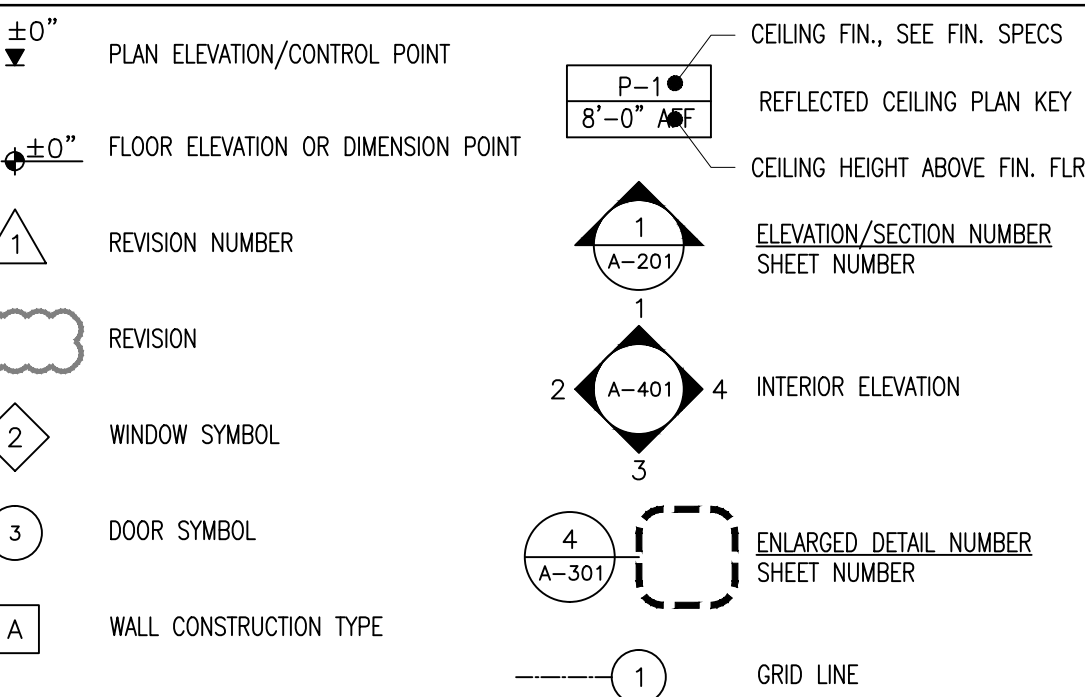 ±0”
PLAN ELEVATION/CONTROL POINT
±0”
FLOOR ELEVATION OR DIMENSION POINT
1
REVISION NUMBER
REVISION
2
WINDOW SYMBOL
3
DOOR SYMBOL
A
WALL CONSTRUCTION TYPE
CEILING FIN., SEE FIN. SPECS
P-1
8’-0” AFF
REFLECTED CEILING PLAN KEY
CEILING HEIGHT ABOVE FIN. FLR
1
A-201
ELEVATION/SECTION NUMBER
SHEET NUMBER
1
2
A-401
4
3
INTERIOR ELEVATION
4
A-301
ENLARGED DETAIL NUMBER
SHEET NUMBER
1
GRID LINE